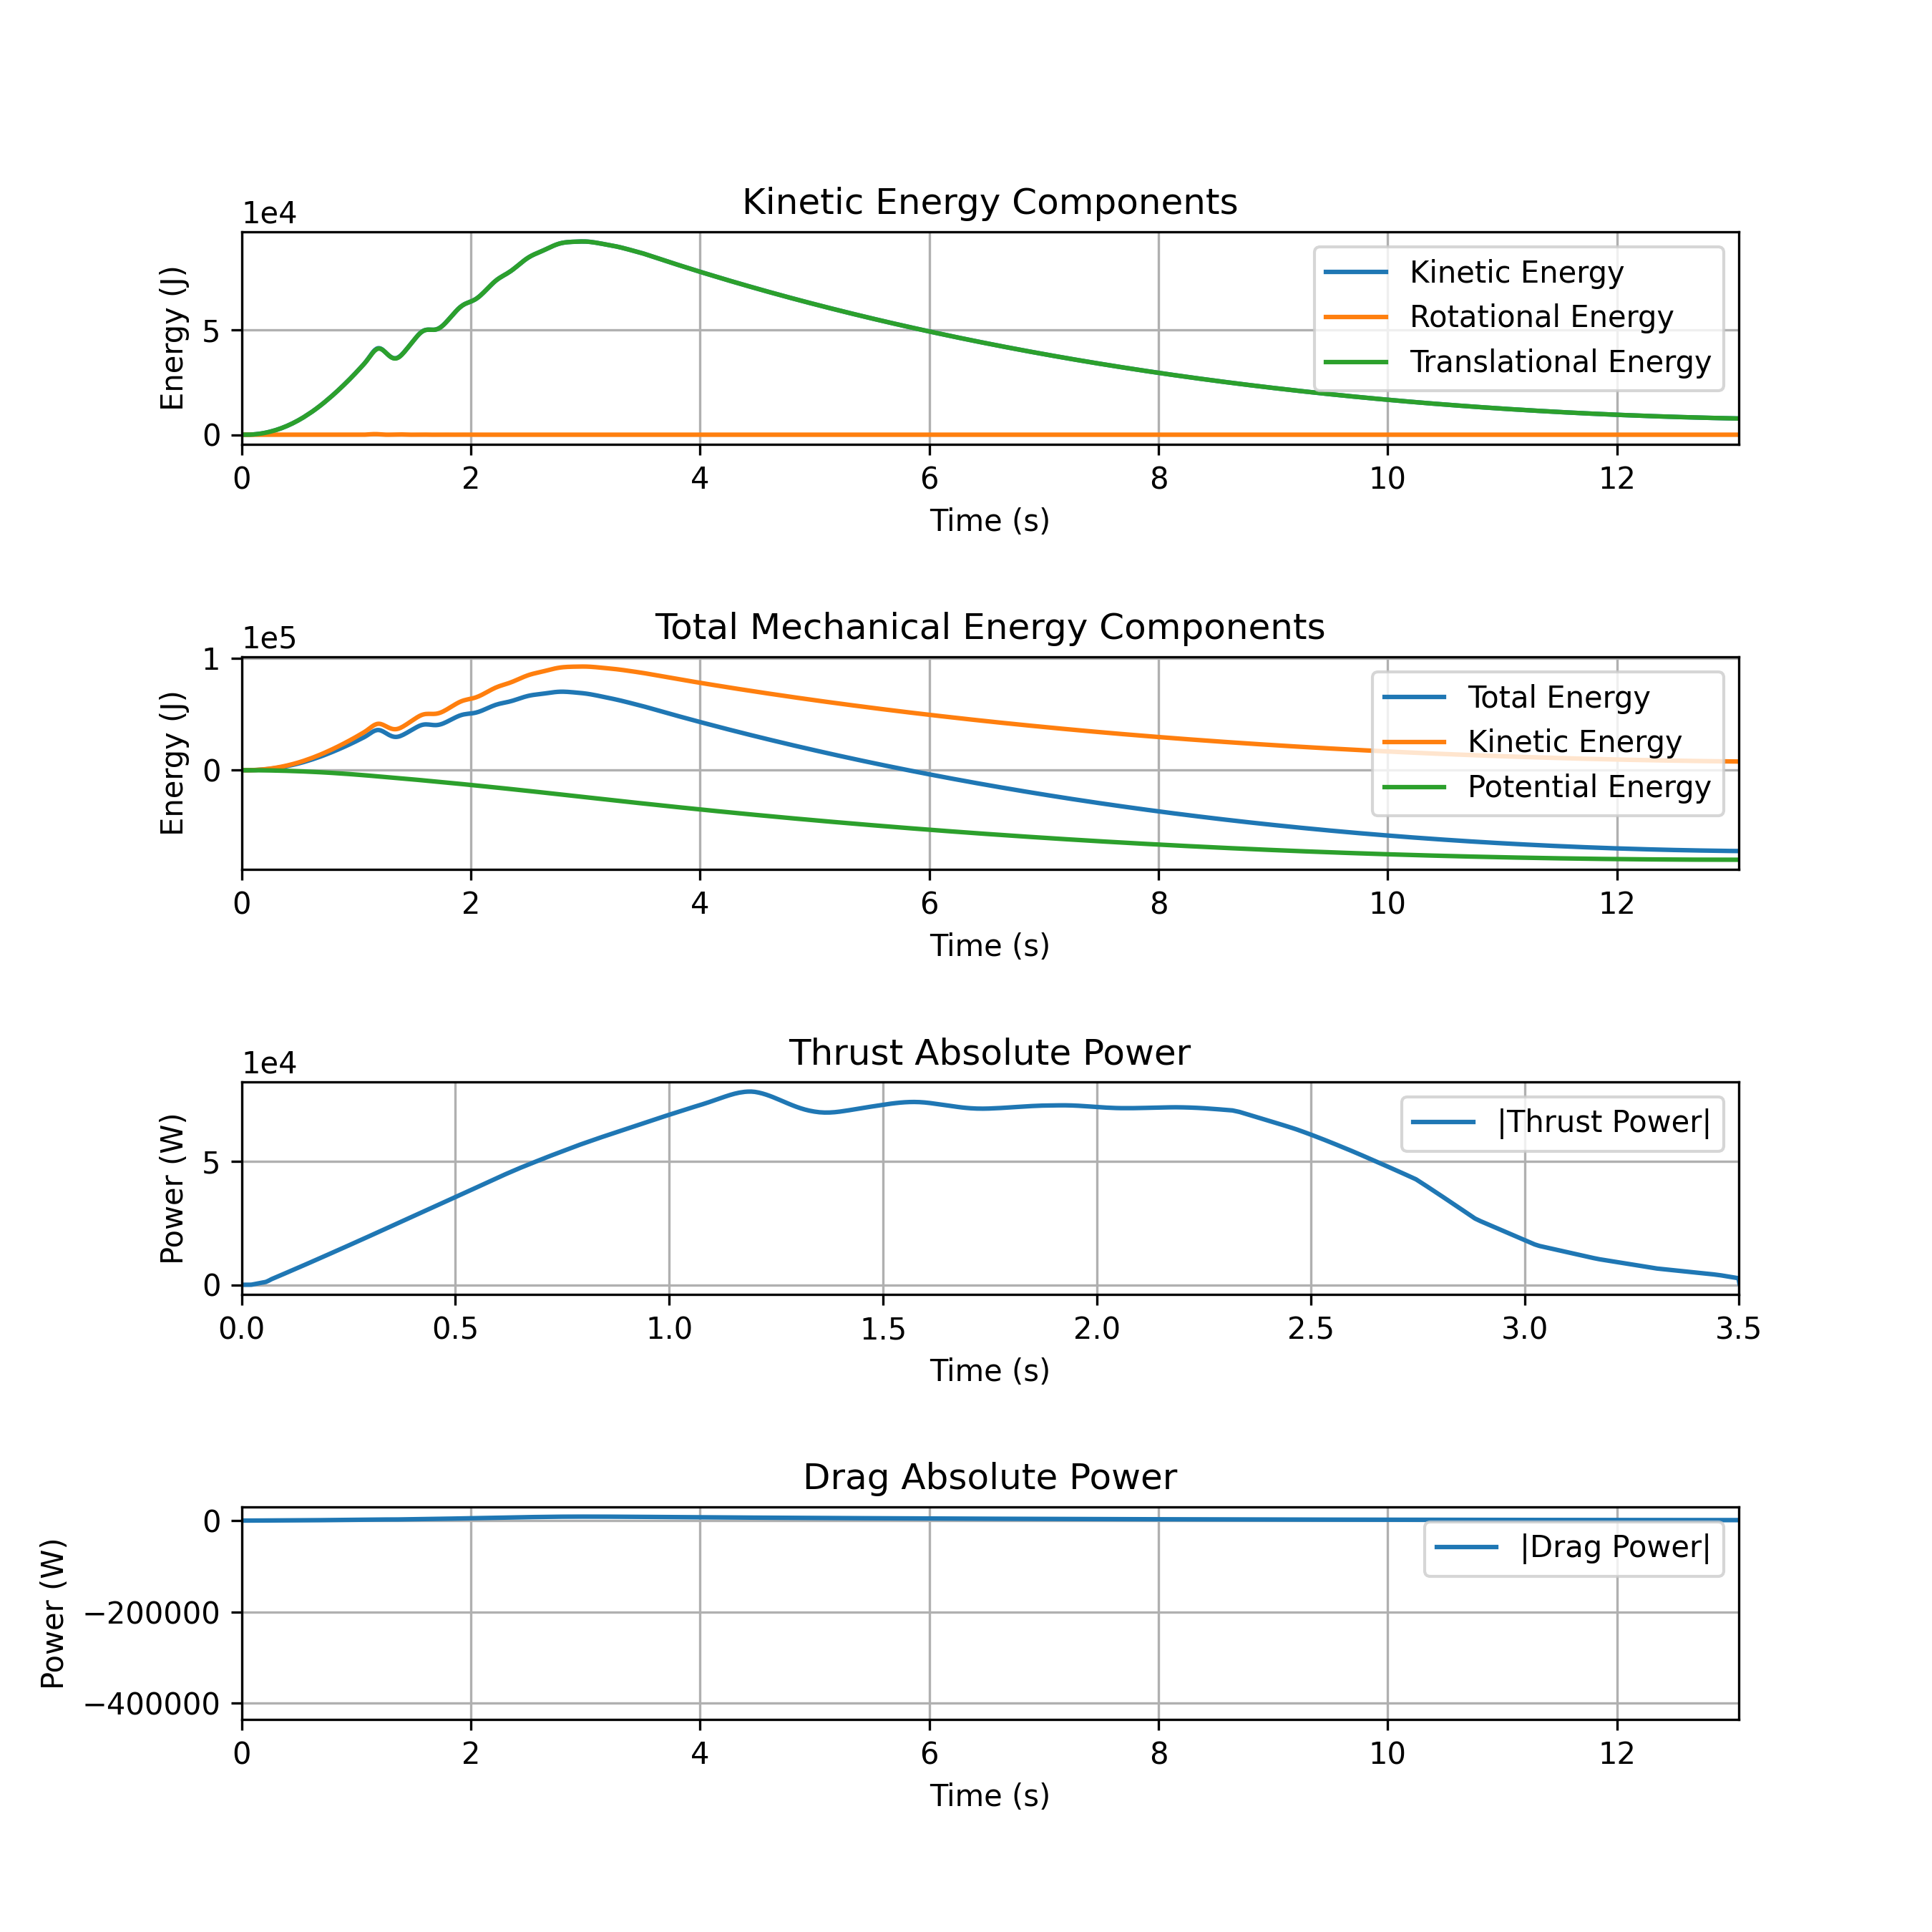 Kinetic Energy Components
1e4
Energy (J)
5
0
Kinetic Energy
Rotational Energy
Translational Energy
0 2 4 6 8 10 12
Time (s)
Total Mechanical Energy Components
1e5
Energy (J)
1
0
Total Energy
Kinetic Energy
Potential Energy
0 2 4 6 8 10 12
Time (s)
Thrust Absolute Power
1e4
Power (W)
5
0
|Thrust Power|
0.0 0.5 1.0 1.5 2.0 2.5 3.0 3.5
Time (s)
Drag Absolute Power
Power (W)
0
−200000
−400000
|Drag Power|
0 2 4 6 8 10 12
Time (s)